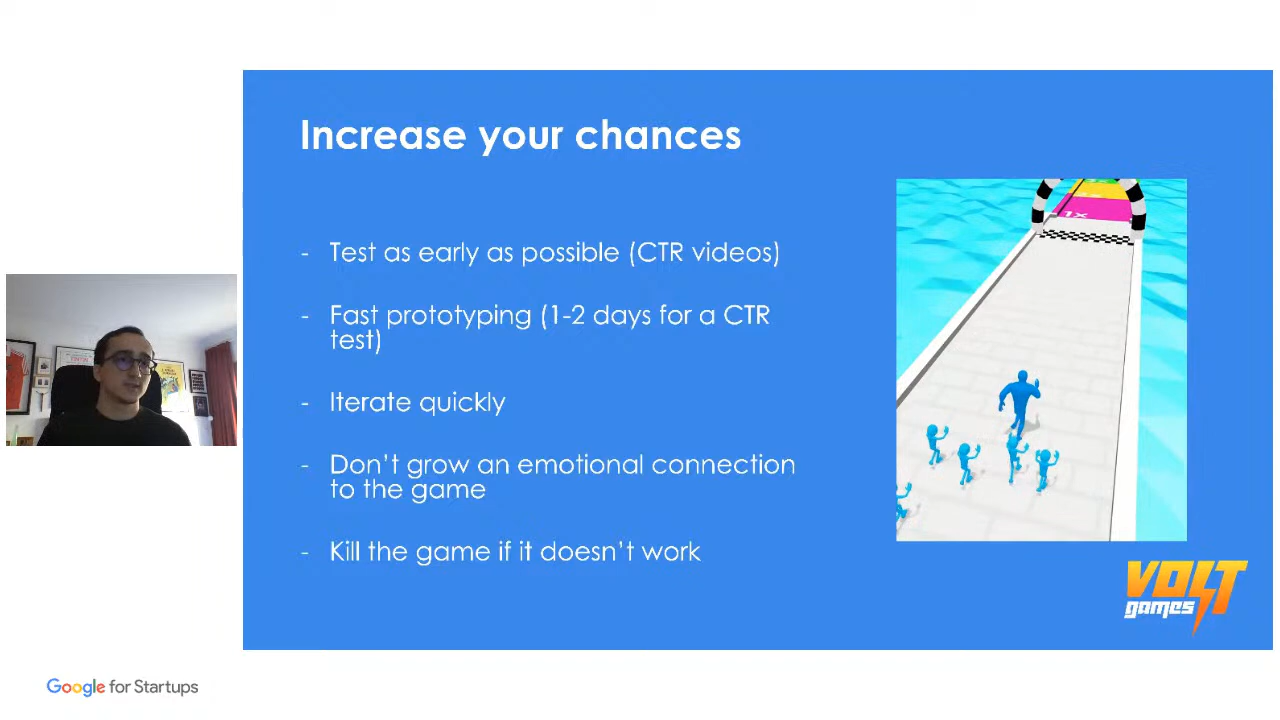 Increase your chances
- Test as early as possible (CTR videos)
- Fast prototyping (1-2 days for a CTR
test)
- Iterate quickly
- Don't grow an emotional connection
to the game
- Kill the game if it doesn't work
1x
VOLT
games
Google for Startups